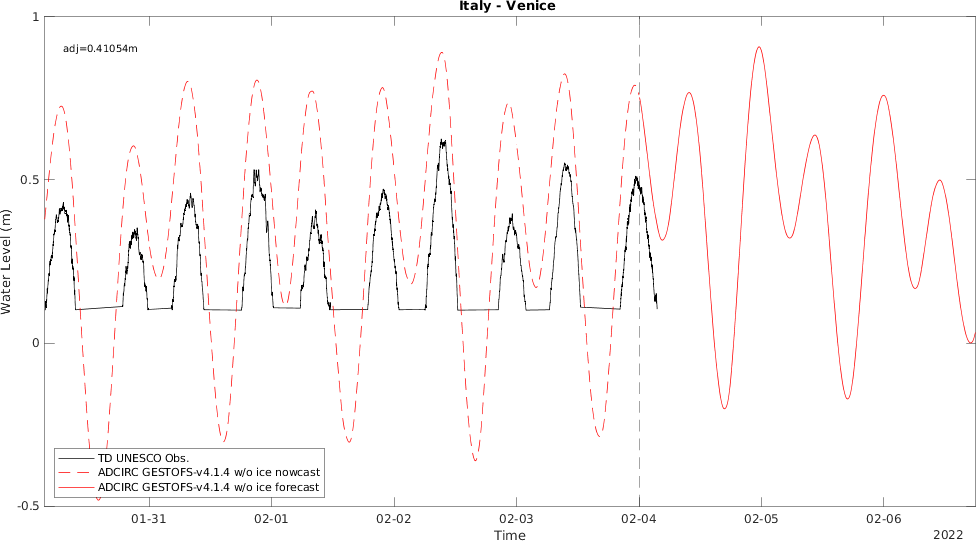 Italy - Venice
adj=0.41054m
Water Level (m)
1
0.5
0
-0.5
TD UNESCO Obs.
ADCIRC GESTOFS-v4.1.4 w/o ice nowcast
ADCIRC GESTOFS-v4.1.4 w/o ice forecast
01-31 02-01 02-02 02-03 02-04 02-05 02-06
Time
2022